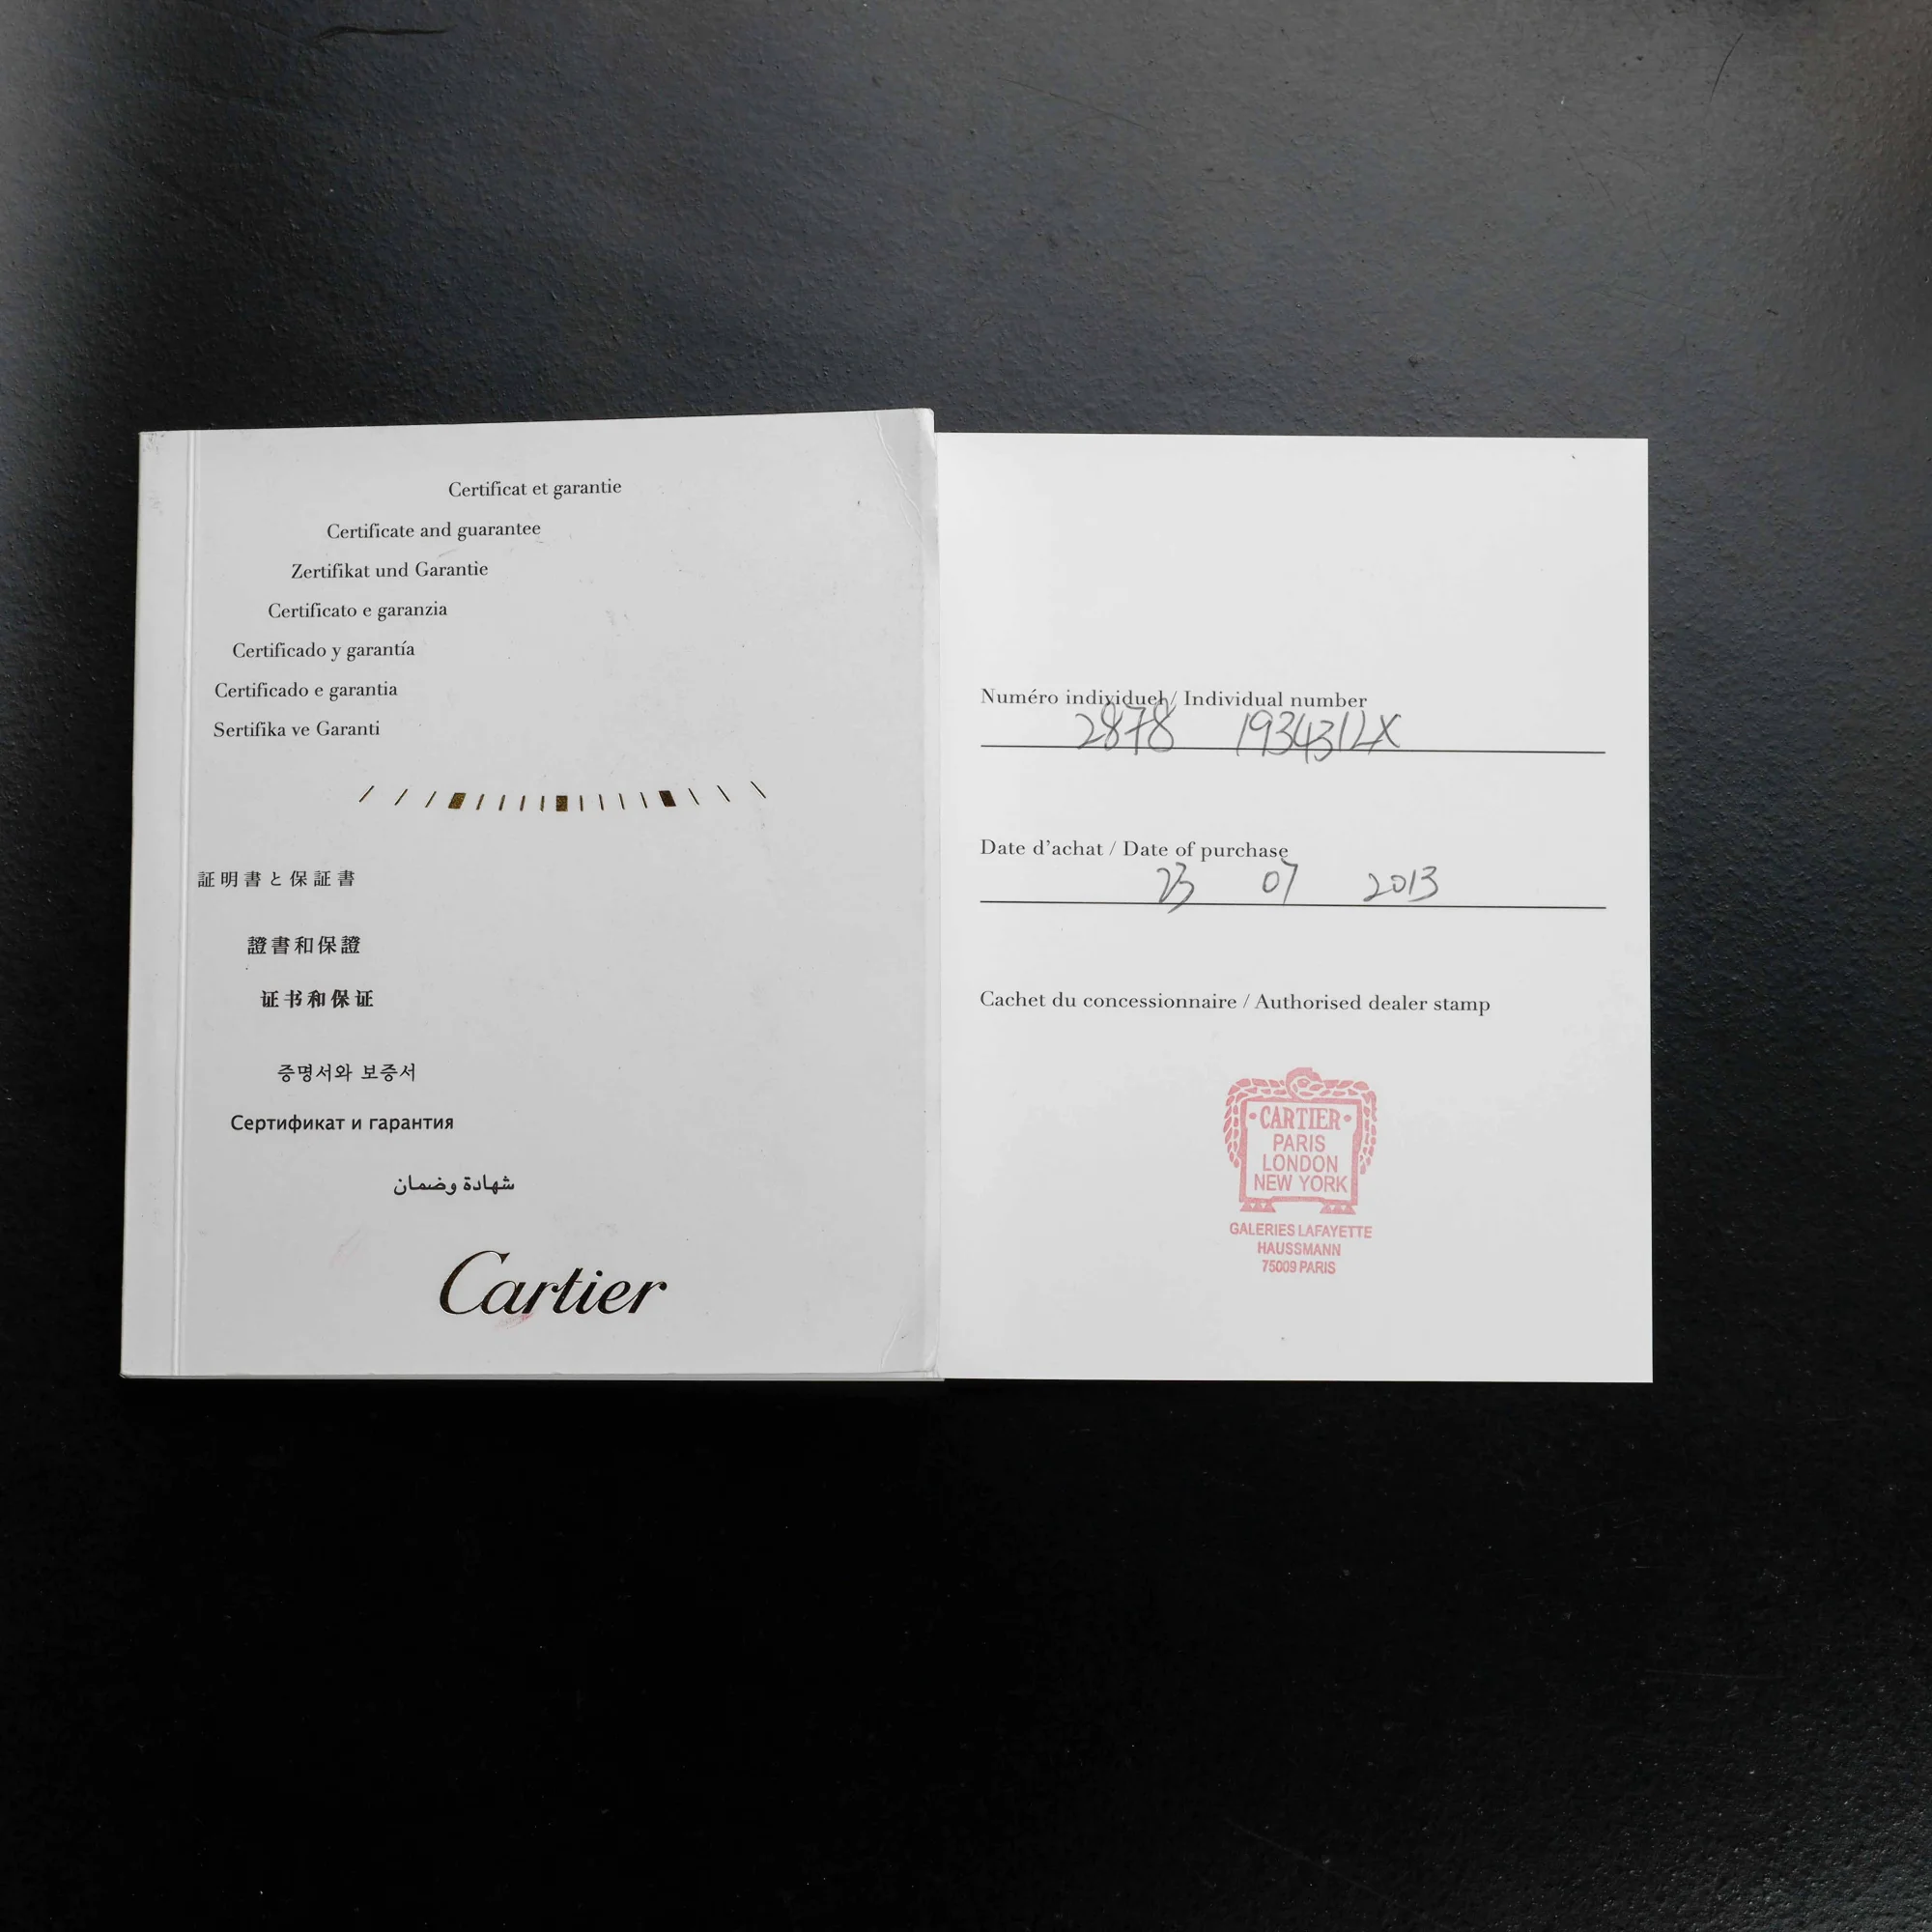 Certificat et garantie
Certificate and guarantee
Zertifikat und Garantie
Certificato e garanzia
Certificado y garantía
Certificado e garantia
Sertifika ve Garanti
証明書と保証書
證書和保證
证书和保证
증명서와 보증서
Сертификат и гарантия
شهادة وضمان
Cartier
Numéro individuel / Individual number
2878 193431LX
Date d'achat / Date of purchase
23 07 2013
Cachet du concessionnaire / Authorised dealer stamp
• CARTIER •
PARIS
LONDON
NEW YORK
GALERIES LAFAYETTE
HAUSSMANN
75009 PARIS